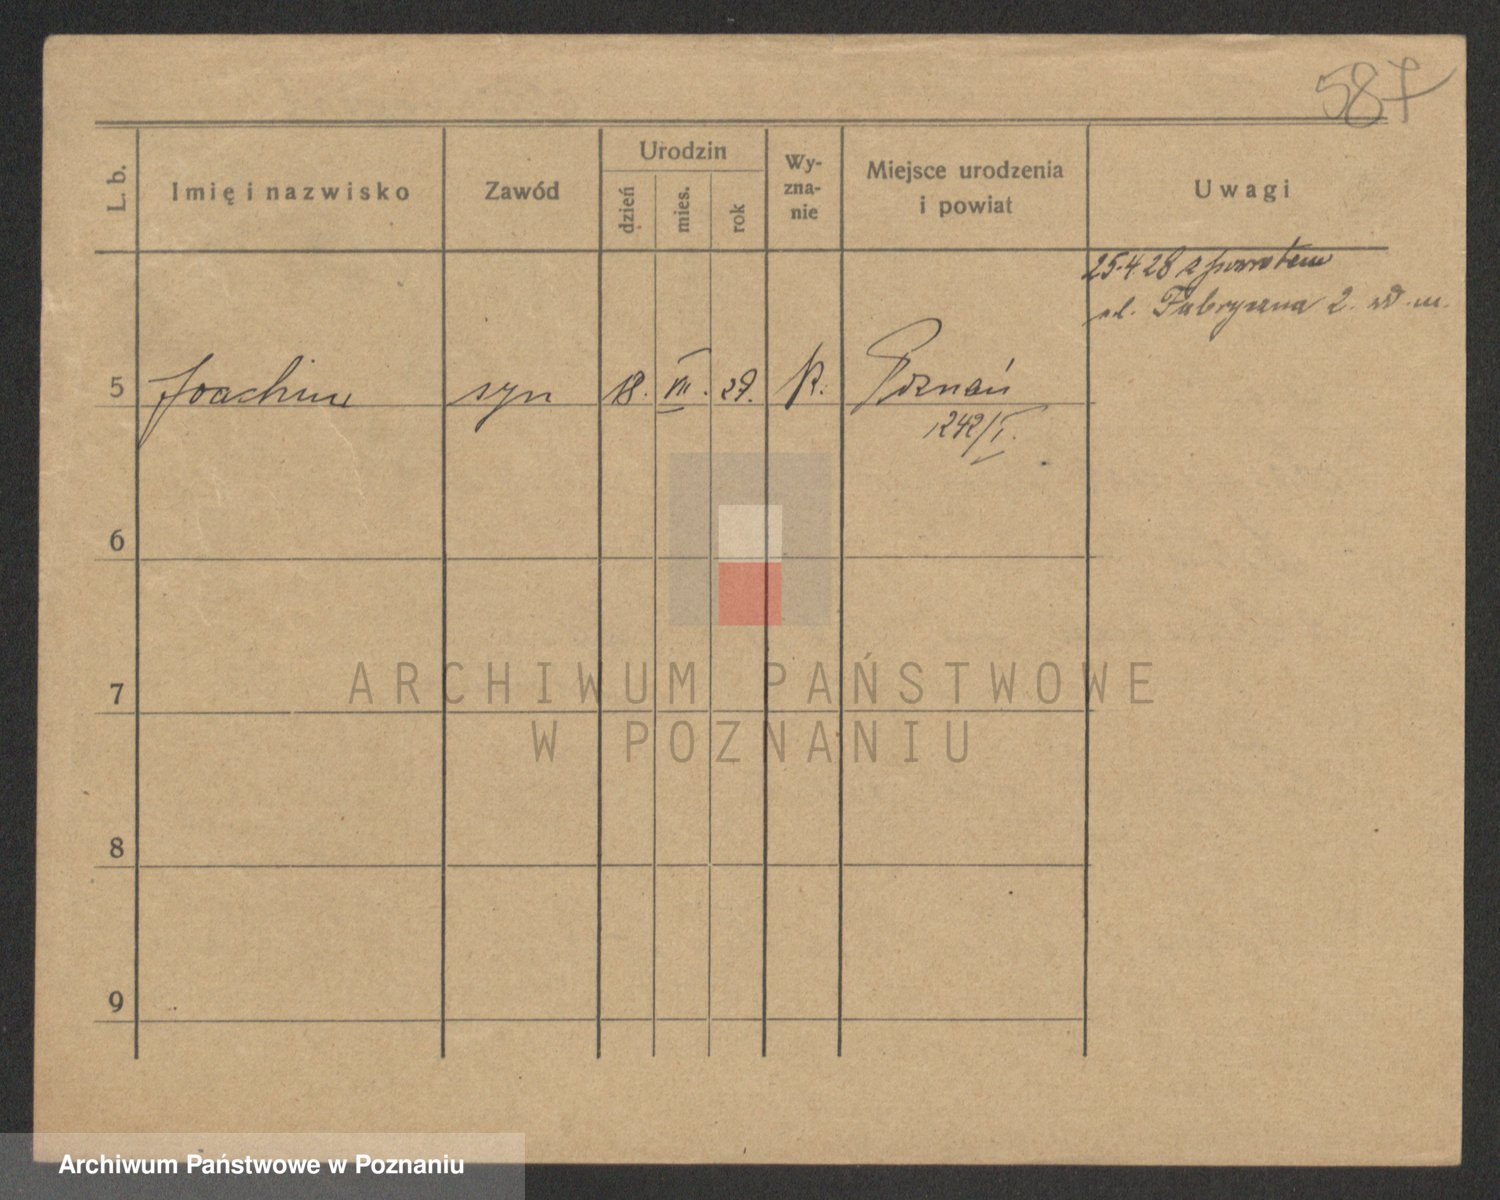 587
L. b.
Imię i nazwisko
Zawód
Urodzin
dzień
mies.
rok
Wy-
zna-
nie
Miejsce urodzenia
i powiat
Uwagi
25.4 28 z powrotem
ul. Fabryczna 2.
5 Joachim syn 18. VII. 29. R. Poznań
1242/I.
6
7
8
9
ARCHIWUM PAŃSTWOWE
W POZNANIU
Archiwum Państwowe w Poznaniu